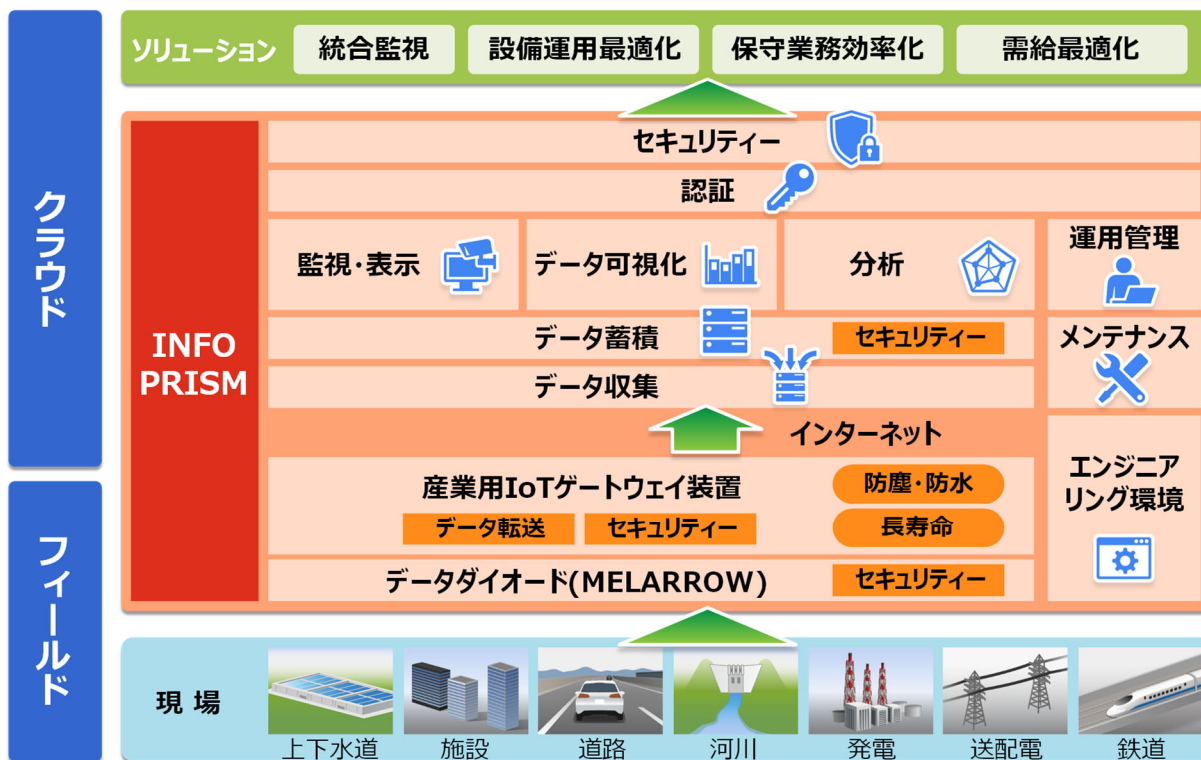 クラウド
フィールド
ソリューション
統合監視
設備運用最適化
保守業務効率化
需給最適化
INFO
PRISM
セキュリティー
認証
監視・表示
データ可視化
分析
運用管理
データ蓄積
セキュリティー
メンテナンス
データ収集
インターネット
産業用IoTゲートウェイ装置
データ転送
セキュリティー
防塵・防水
長寿命
エンジニア
リング環境
データダイオード(MELARROW)
セキュリティー
現場
上下水道
施設
道路
河川
発電
送配電
鉄道